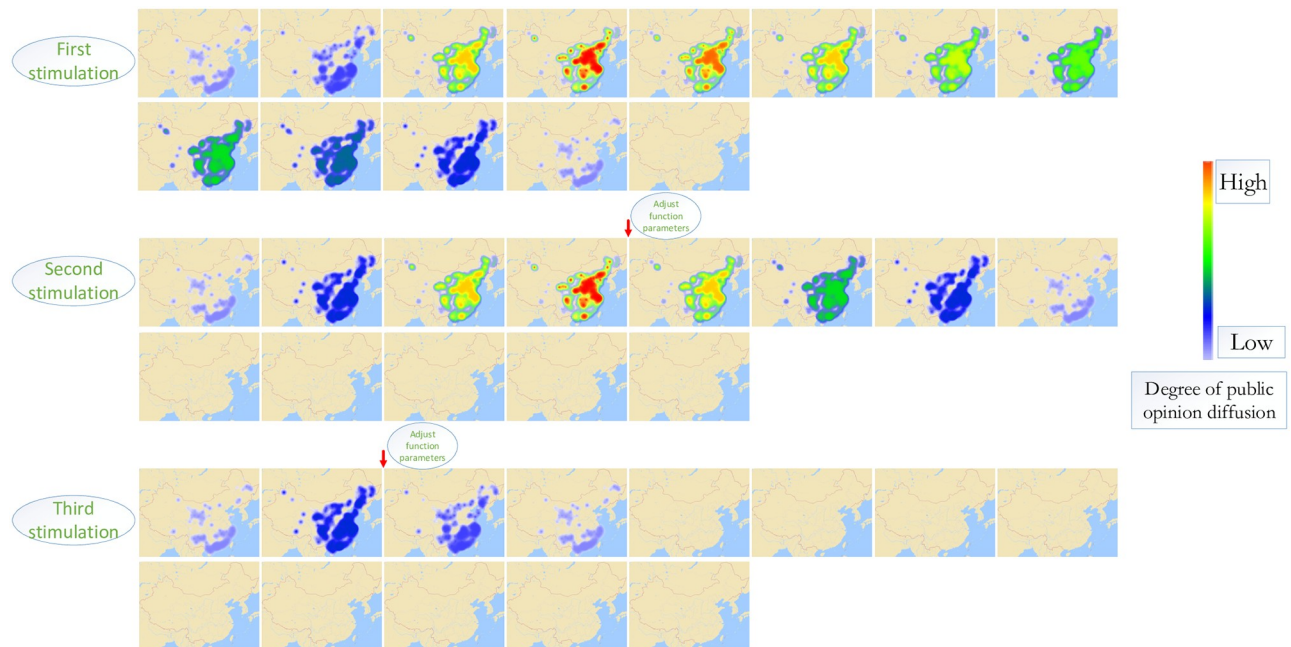 First
stimulation
High
Adjust
function
parameters
Second
stimulation
Low
Degree of public
opinion diffusion
Adjust
function
parameters
Third
stimulation